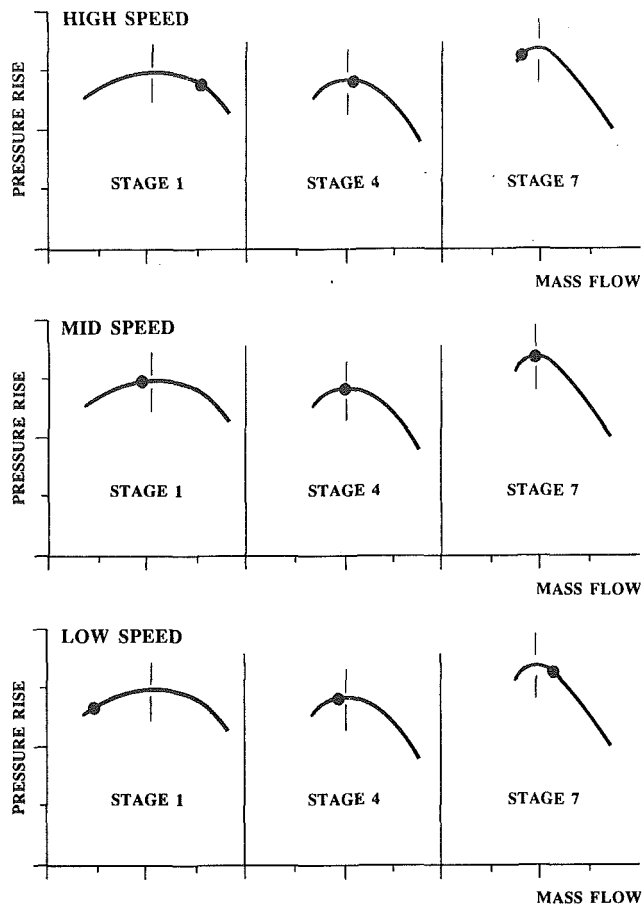 HIGH SPEED
PRESSURE RISE
STAGE 1
STAGE 4
STAGE 7
MASS FLOW
MID SPEED
PRESSURE RISE
STAGE 1
STAGE 4
STAGE 7
MASS FLOW
LOW SPEED
PRESSURE RISE
STAGE 1
STAGE 4
STAGE 7
MASS FLOW